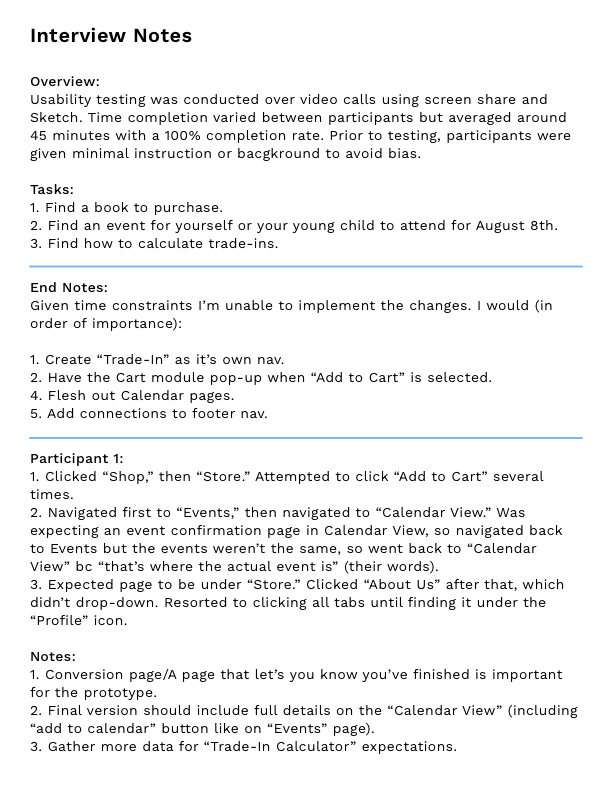 Interview Notes
Overview:
Usability testing was conducted over video calls using screen share and
Sketch. Time completion varied between participants but averaged around
45 minutes with a 100% completion rate. Prior to testing, participants were
given minimal instruction or bacgkround to avoid bias.
Tasks:
1. Find a book to purchase.
2. Find an event for yourself or your young child to attend for August 8th.
3. Find how to calculate trade-ins.
End Notes:
Given time constraints I’m unable to implement the changes. I would (in
order of importance):
1. Create “Trade-In” as it’s own nav.
2. Have the Cart module pop-up when “Add to Cart” is selected.
4. Flesh out Calendar pages.
5. Add connections to footer nav.
Participant 1:
1. Clicked “Shop,” then “Store.” Attempted to click “Add to Cart” several
times.
2. Navigated first to “Events,” then navigated to “Calendar View.” Was
expecting an event confirmation page in Calendar View, so navigated back
to Events but the events weren’t the same, so went back to “Calendar
View” bc “that’s where the actual event is” (their words).
3. Expected page to be under “Store.” Clicked “About Us” after that, which
didn’t drop-down. Resorted to clicking all tabs until finding it under the
“Profile” icon.
Notes:
1. Conversion page/A page that let’s you know you’ve finished is important
for the prototype.
2. Final version should include full details on the “Calendar View” (including
“add to calendar” button like on “Events” page).
3. Gather more data for “Trade-In Calculator” expectations.